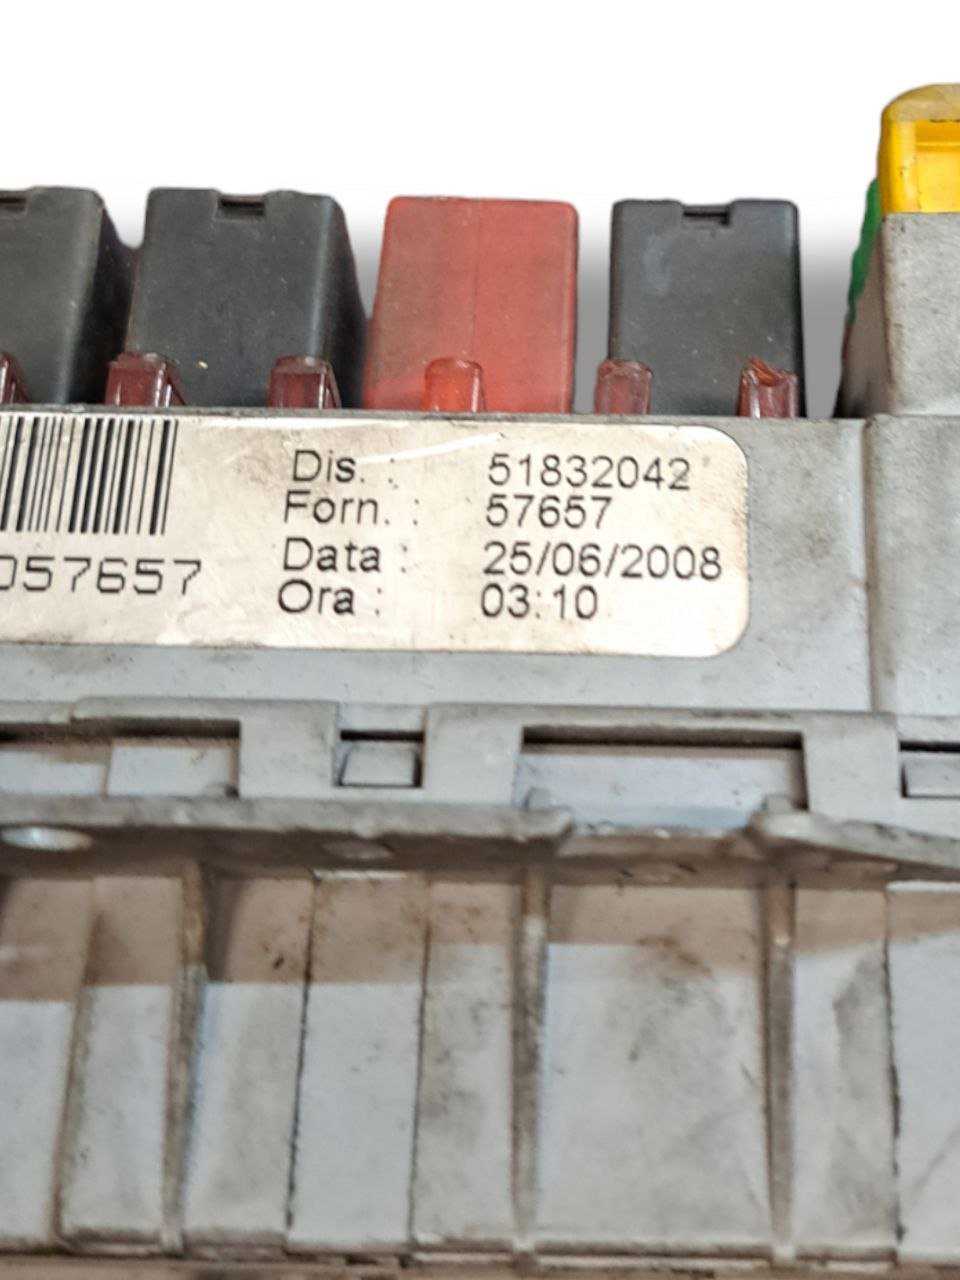 Dis. : 51832042
Forn. : 57657
Data : 25/06/2008
Ora : 03:10
057657